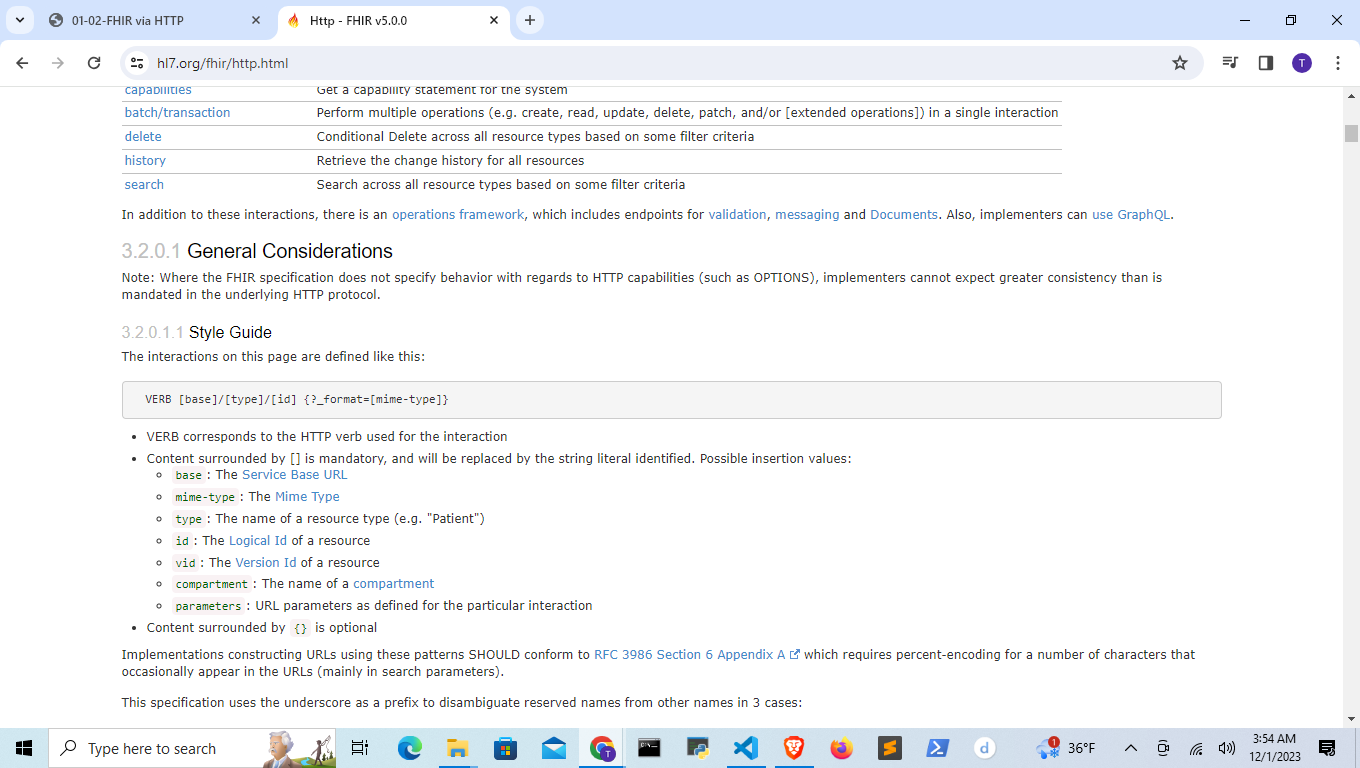 01-02-FHIR via HTTP
Http - FHIR v5.0.0
hl7.org/fhir/http.html
T
capabilities Get a capability statement for the system
batch/transaction Perform multiple operations (e.g. create, read, update, delete, patch, and/or [extended operations]) in a single interaction
delete Conditional Delete across all resource types based on some filter criteria
history Retrieve the change history for all resources
search Search across all resource types based on some filter criteria
In addition to these interactions, there is an operations framework, which includes endpoints for validation, messaging and Documents. Also, implementers can use GraphQL.
3.2.0.1 General Considerations
Note: Where the FHIR specification does not specify behavior with regards to HTTP capabilities (such as OPTIONS), implementers cannot expect greater consistency than is
mandated in the underlying HTTP protocol.
3.2.0.1.1 Style Guide
The interactions on this page are defined like this:
VERB [base]/[type]/[id] {?_format=[mime-type]}
• VERB corresponds to the HTTP verb used for the interaction
• Content surrounded by [] is mandatory, and will be replaced by the string literal identified. Possible insertion values:
◦ base : The Service Base URL
◦ mime-type : The Mime Type
◦ type : The name of a resource type (e.g. "Patient")
◦ id : The Logical Id of a resource
◦ vid : The Version Id of a resource
◦ compartment : The name of a compartment
◦ parameters : URL parameters as defined for the particular interaction
• Content surrounded by {} is optional
Implementations constructing URLs using these patterns SHOULD conform to RFC 3986 Section 6 Appendix A which requires percent-encoding for a number of characters that
occasionally appear in the URLs (mainly in search parameters).
This specification uses the underscore as a prefix to disambiguate reserved names from other names in 3 cases:
Type here to search
T
d
1
36°F
3:54 AM
12/1/2023